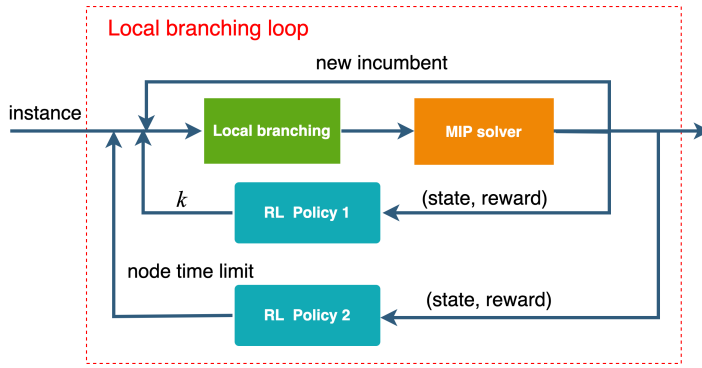 Local branching loop
new incumbent
instance
Local branching
MIP solver
k
RL Policy 1
(state, reward)
node time limit
RL Policy 2
(state, reward)